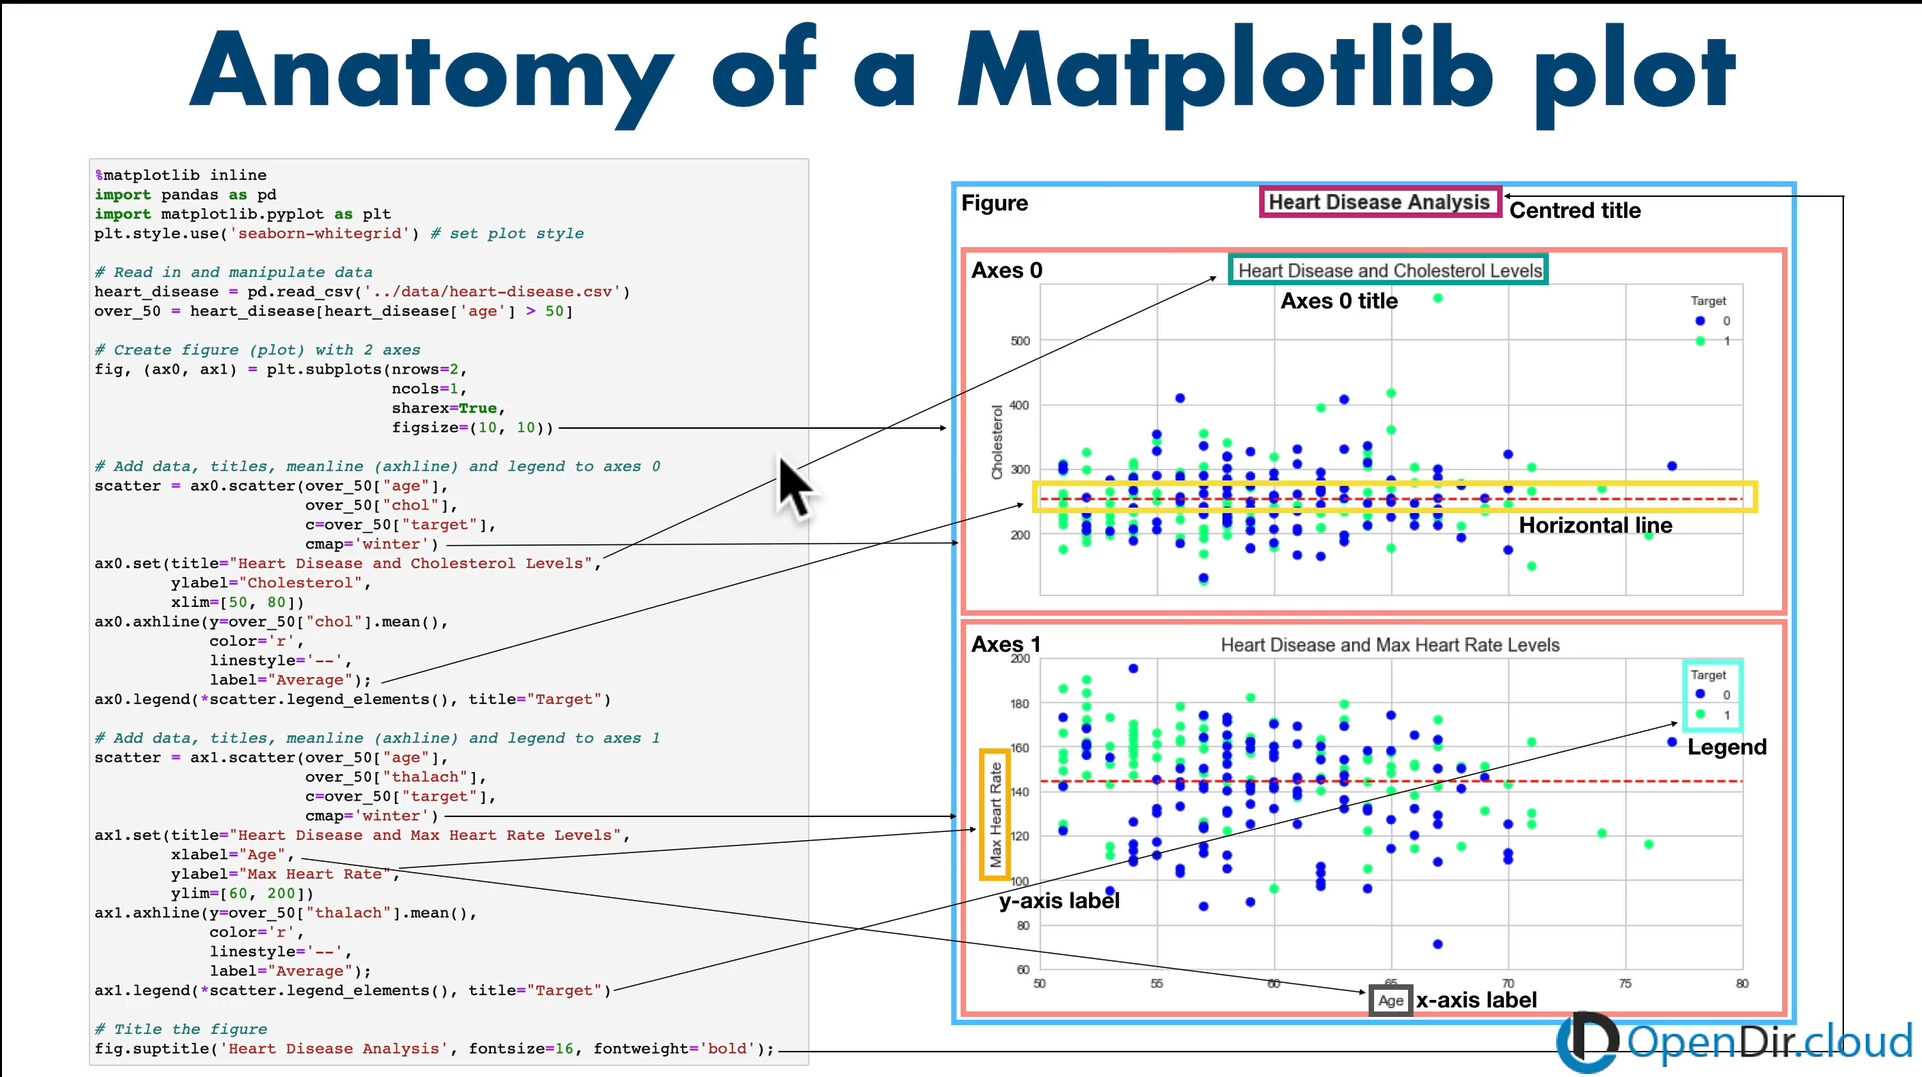 Anatomy of a Matplotlib plot
%matplotlib inline
import pandas as pd
import matplotlib.pyplot as plt
plt.style.use('seaborn-whitegrid') # set plot style
# Read in and manipulate data
heart_disease = pd.read_csv('../data/heart-disease.csv')
over_50 = heart_disease[heart_disease['age'] > 50]
# Create figure (plot) with 2 axes
fig, (ax0, ax1) = plt.subplots(nrows=2,
ncols=1,
sharex=True,
figsize=(10, 10))
# Add data, titles, meanline (axhline) and legend to axes 0
scatter = ax0.scatter(over_50["age"],
over_50["chol"],
c=over_50["target"],
cmap='winter')
ax0.set(title="Heart Disease and Cholesterol Levels",
ylabel="Cholesterol",
xlim=[50, 80])
ax0.axhline(y=over_50["chol"].mean(),
color='r',
linestyle='--',
label="Average");
ax0.legend(*scatter.legend_elements(), title="Target")
# Add data, titles, meanline (axhline) and legend to axes 1
scatter = ax1.scatter(over_50["age"],
over_50["thalach"],
c=over_50["target"],
cmap='winter')
ax1.set(title="Heart Disease and Max Heart Rate Levels",
xlabel="Age",
ylabel="Max Heart Rate",
ylim=[60, 200])
ax1.axhline(y=over_50["thalach"].mean(),
color='r',
linestyle='--',
label="Average");
ax1.legend(*scatter.legend_elements(), title="Target")
# Title the figure
fig.suptitle('Heart Disease Analysis', fontsize=16, fontweight='bold');
Figure
Heart Disease Analysis
Centred title
Axes 0
Heart Disease and Cholesterol Levels
Axes 0 title
Target
0
1
500
400
300
200
Cholesterol
Horizontal line
Axes 1
Heart Disease and Max Heart Rate Levels
Target
0
1
Legend
200
180
160
140
120
100
80
60
Max Heart Rate
y-axis label
50 55 60 65 70 75 80
Age
x-axis label
OpenDir.cloud